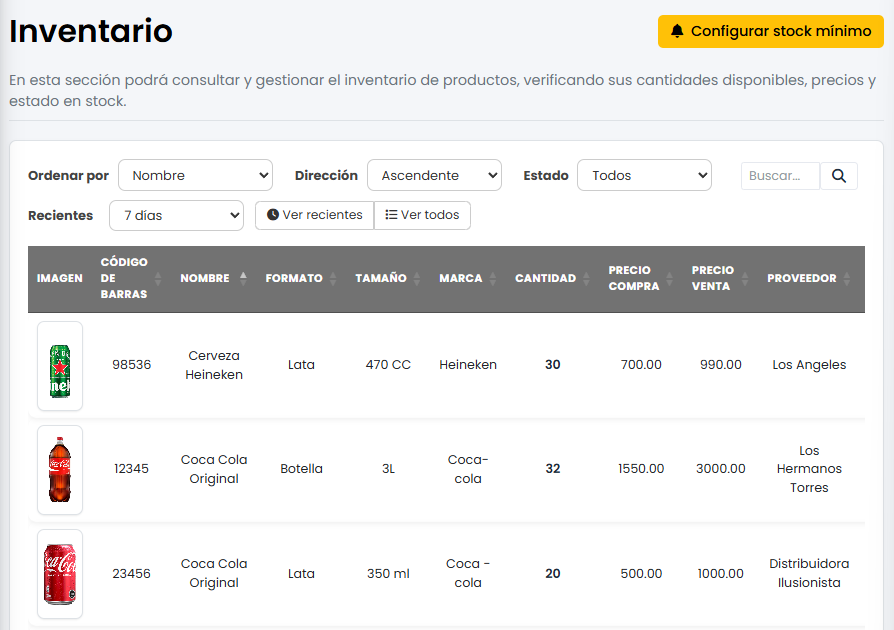 Inventario
Configurar stock mínimo
En esta sección podrá consultar y gestionar el inventario de productos, verificando sus cantidades disponibles, precios y
estado en stock.
Ordenar por Nombre Dirección Ascendente Estado Todos Buscar...
Recientes 7 días Ver recientes Ver todos
IMAGEN CÓDIGO DE BARRAS NOMBRE FORMATO TAMAÑO MARCA CANTIDAD PRECIO COMPRA PRECIO VENTA PROVEEDOR
98536 Cerveza Heineken Lata 470 CC Heineken 30 700.00 990.00 Los Angeles
12345 Coca Cola Original Botella 3L Coca-cola 32 1550.00 3000.00 Los Hermanos Torres
23456 Coca Cola Original Lata 350 ml Coca - cola 20 500.00 1000.00 Distribuidora Ilusionista